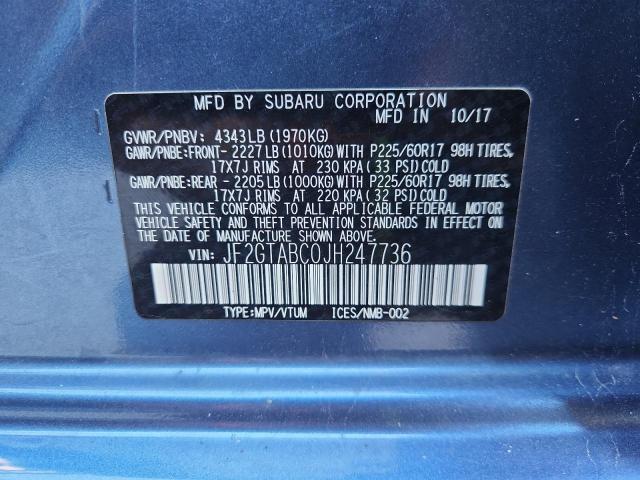 MFD BY SUBARU CORPORATION
MFD IN 10/17
GVWR/PNBV: 4343LB (1970KG)
GAWR/PNBE: FRONT- 2227LB (1010KG) WITH P225/60R17 98H TIRES,
17X7J RIMS AT 230 KPA (33 PSI) COLD
GAWR/PNBE: REAR - 2205LB (1000KG) WITH P225/60R17 98H TIRES,
17X7J RIMS AT 220 KPA (32 PSI) COLD
THIS VEHICLE CONFORMS TO ALL APPLICABLE FEDERAL MOTOR
VEHICLE SAFETY AND THEFT PREVENTION STANDARDS IN EFFECT
ON THE DATE OF MANUFACTURE SHOWN ABOVE.
VIN: JF2GTABC0JH247736
TYPE:MPV/VTUM ICES/NMB-002